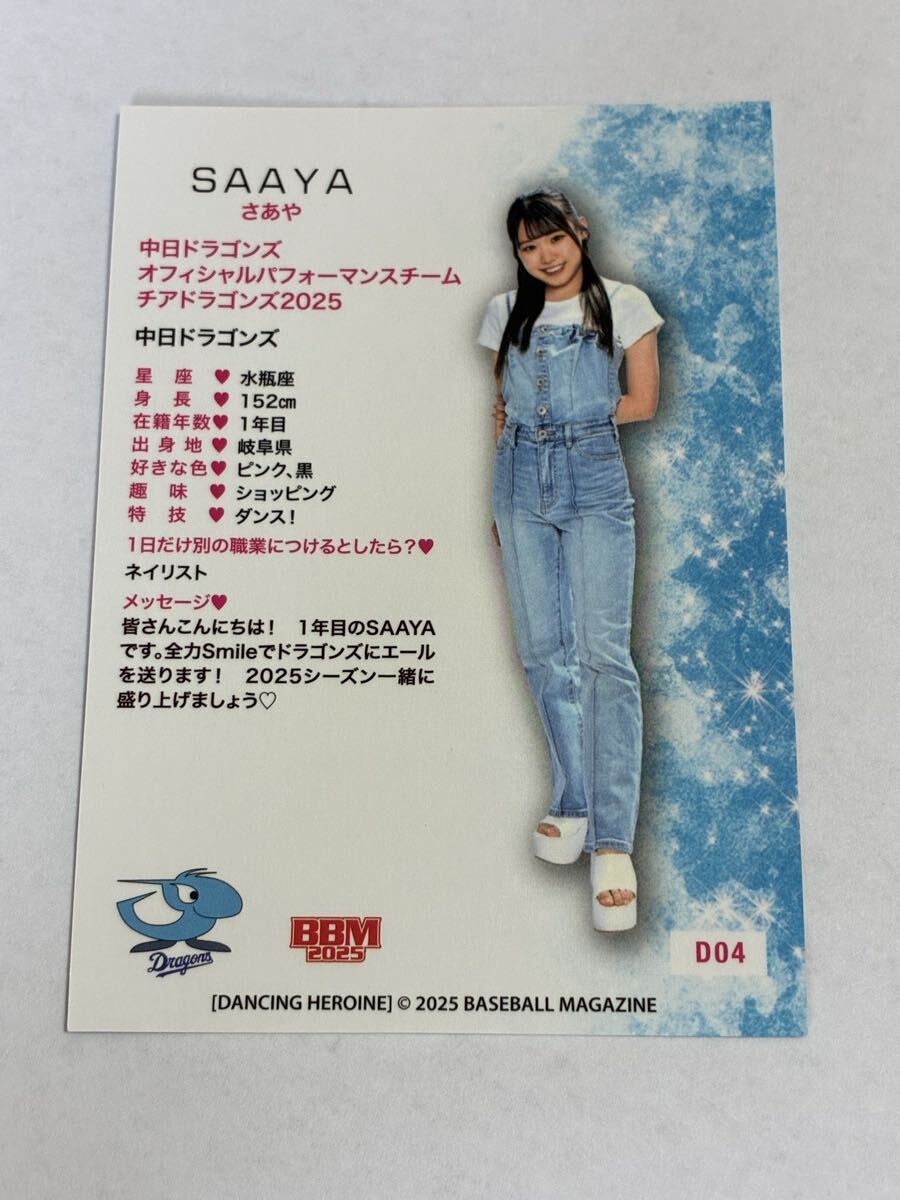 SAAYA
さあや
中日ドラゴンズ
オフィシャルパフォーマンスチーム
チアドラゴンズ2025
中日ドラゴンズ
星座♥水瓶座
身長♥152㎝
在籍年数♥1年目
出身地♥岐阜県
好きな色♥ピンク、黒
趣味♥ショッピング
特技♥ダンス！
1日だけ別の職業につけるとしたら？♥
ネイリスト
メッセージ♥
皆さんこんにちは！　1年目のSAAYA
です。全力Smileでドラゴンズにエール
を送ります！　2025シーズン一緒に
盛り上げましょう♡
Dragons
BBM
2025
D04
[DANCING HEROINE] © 2025 BASEBALL MAGAZINE